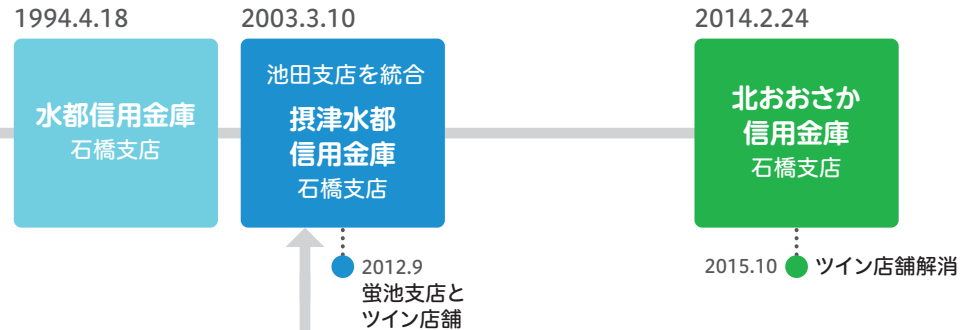 1994.4.18
水都信用金庫
石橋支店
2003.3.10
池田支店を統合
摂津水都
信用金庫
石橋支店
2012.9
蛍池支店と
ツイン店舗
2014.2.24
北おおさか
信用金庫
石橋支店
2015.10 ツイン店舗解消